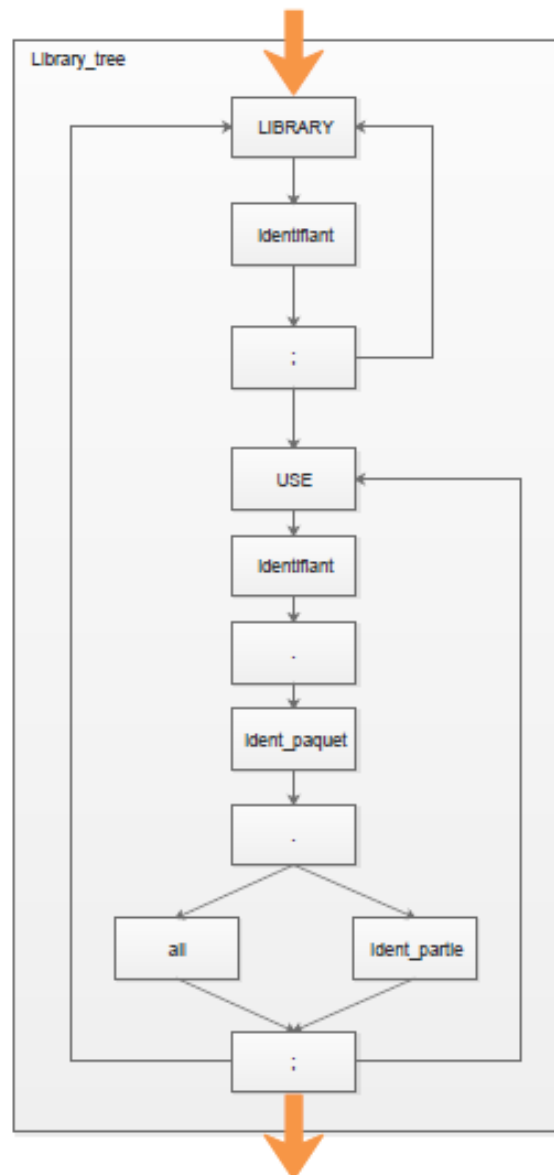 Library_tree
LIBRARY
Identifiant
;
USE
Identifiant
.
Ident_paquet
.
all
Ident_partie
;